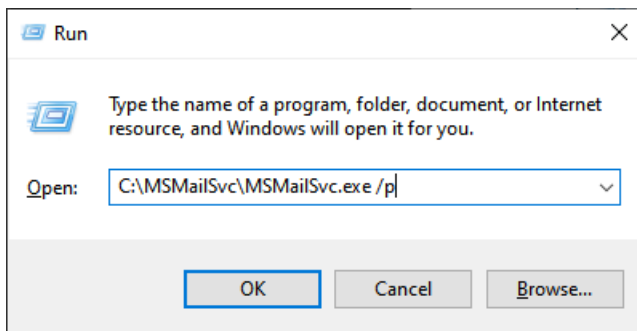 Run
Type the name of a program, folder, document, or Internet
resource, and Windows will open it for you.
Open: C:\MSMailSvc\MSMailSvc.exe /p
OK Cancel Browse...